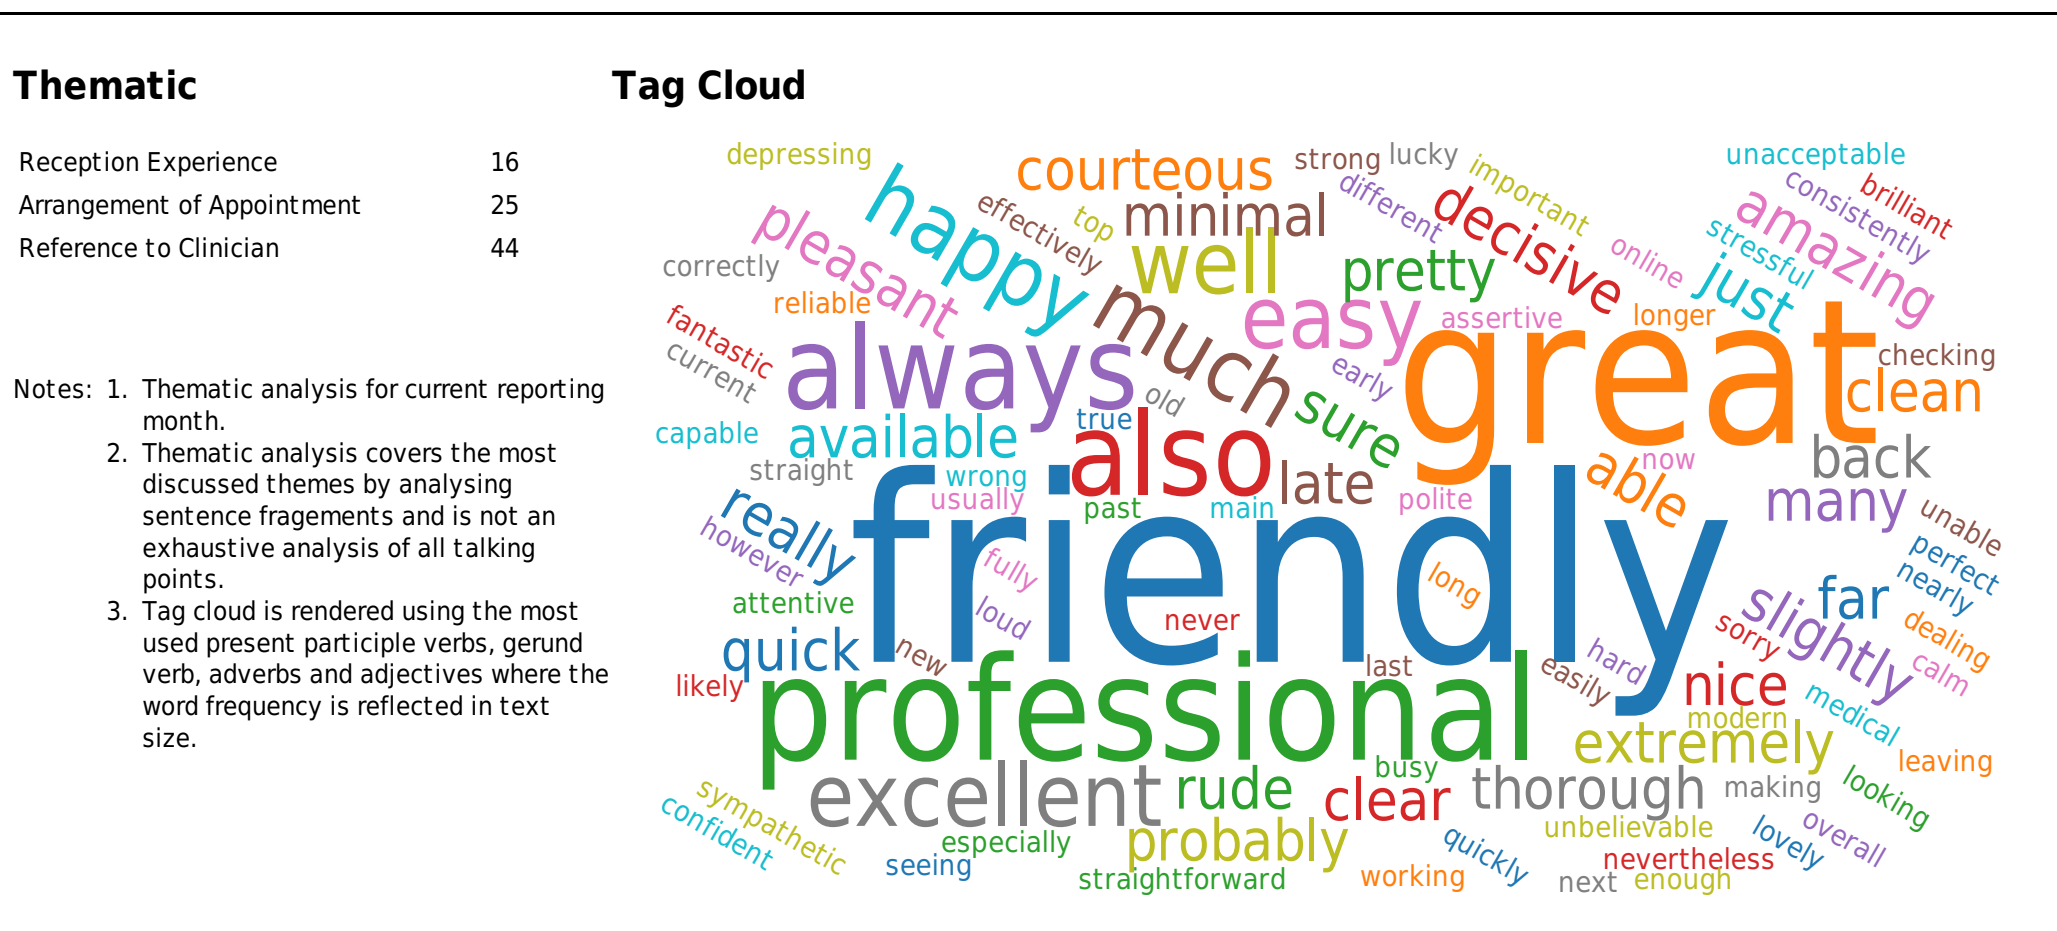 Thematic
Tag Cloud
Reception Experience 16
Arrangement of Appointment 25
Reference to Clinician 44
Notes: 1. Thematic analysis for current reporting
month.
2. Thematic analysis covers the most
discussed themes by analysing
sentence fragements and is not an
exhaustive analysis of all talking
points.
3. Tag cloud is rendered using the most
used present participle verbs, gerund
verb, adverbs and adjectives where the
word frequency is reflected in text
size.
depressing
courteous
strong
lucky
important
unacceptable
consistently
brilliant
happy
effectively
top
minimal
different
decisive
amazing
pleasant
well
pretty
online
stressful
just
correctly
reliable
much
easy
assertive
longer
fantastic
current
always
old
early
sure
great
checking
clean
capable
available
true
also
late
able
now
back
straight
wrong
usually
past
main
polite
many
unable
really
however
friendly
fully
long
perfect
nearly
attentive
loud
never
far
slightly
sorry
dealing
quick
new
last
hard
easily
calm
likely
professional
nice
modern
medical
extremely
leaving
excellent
rude
busy
clear
thorough
making
looking
sympathetic
confident
especially
probably
quickly
unbelievable
lovely
overall
seeing
straightforward
working
nevertheless
next
enough